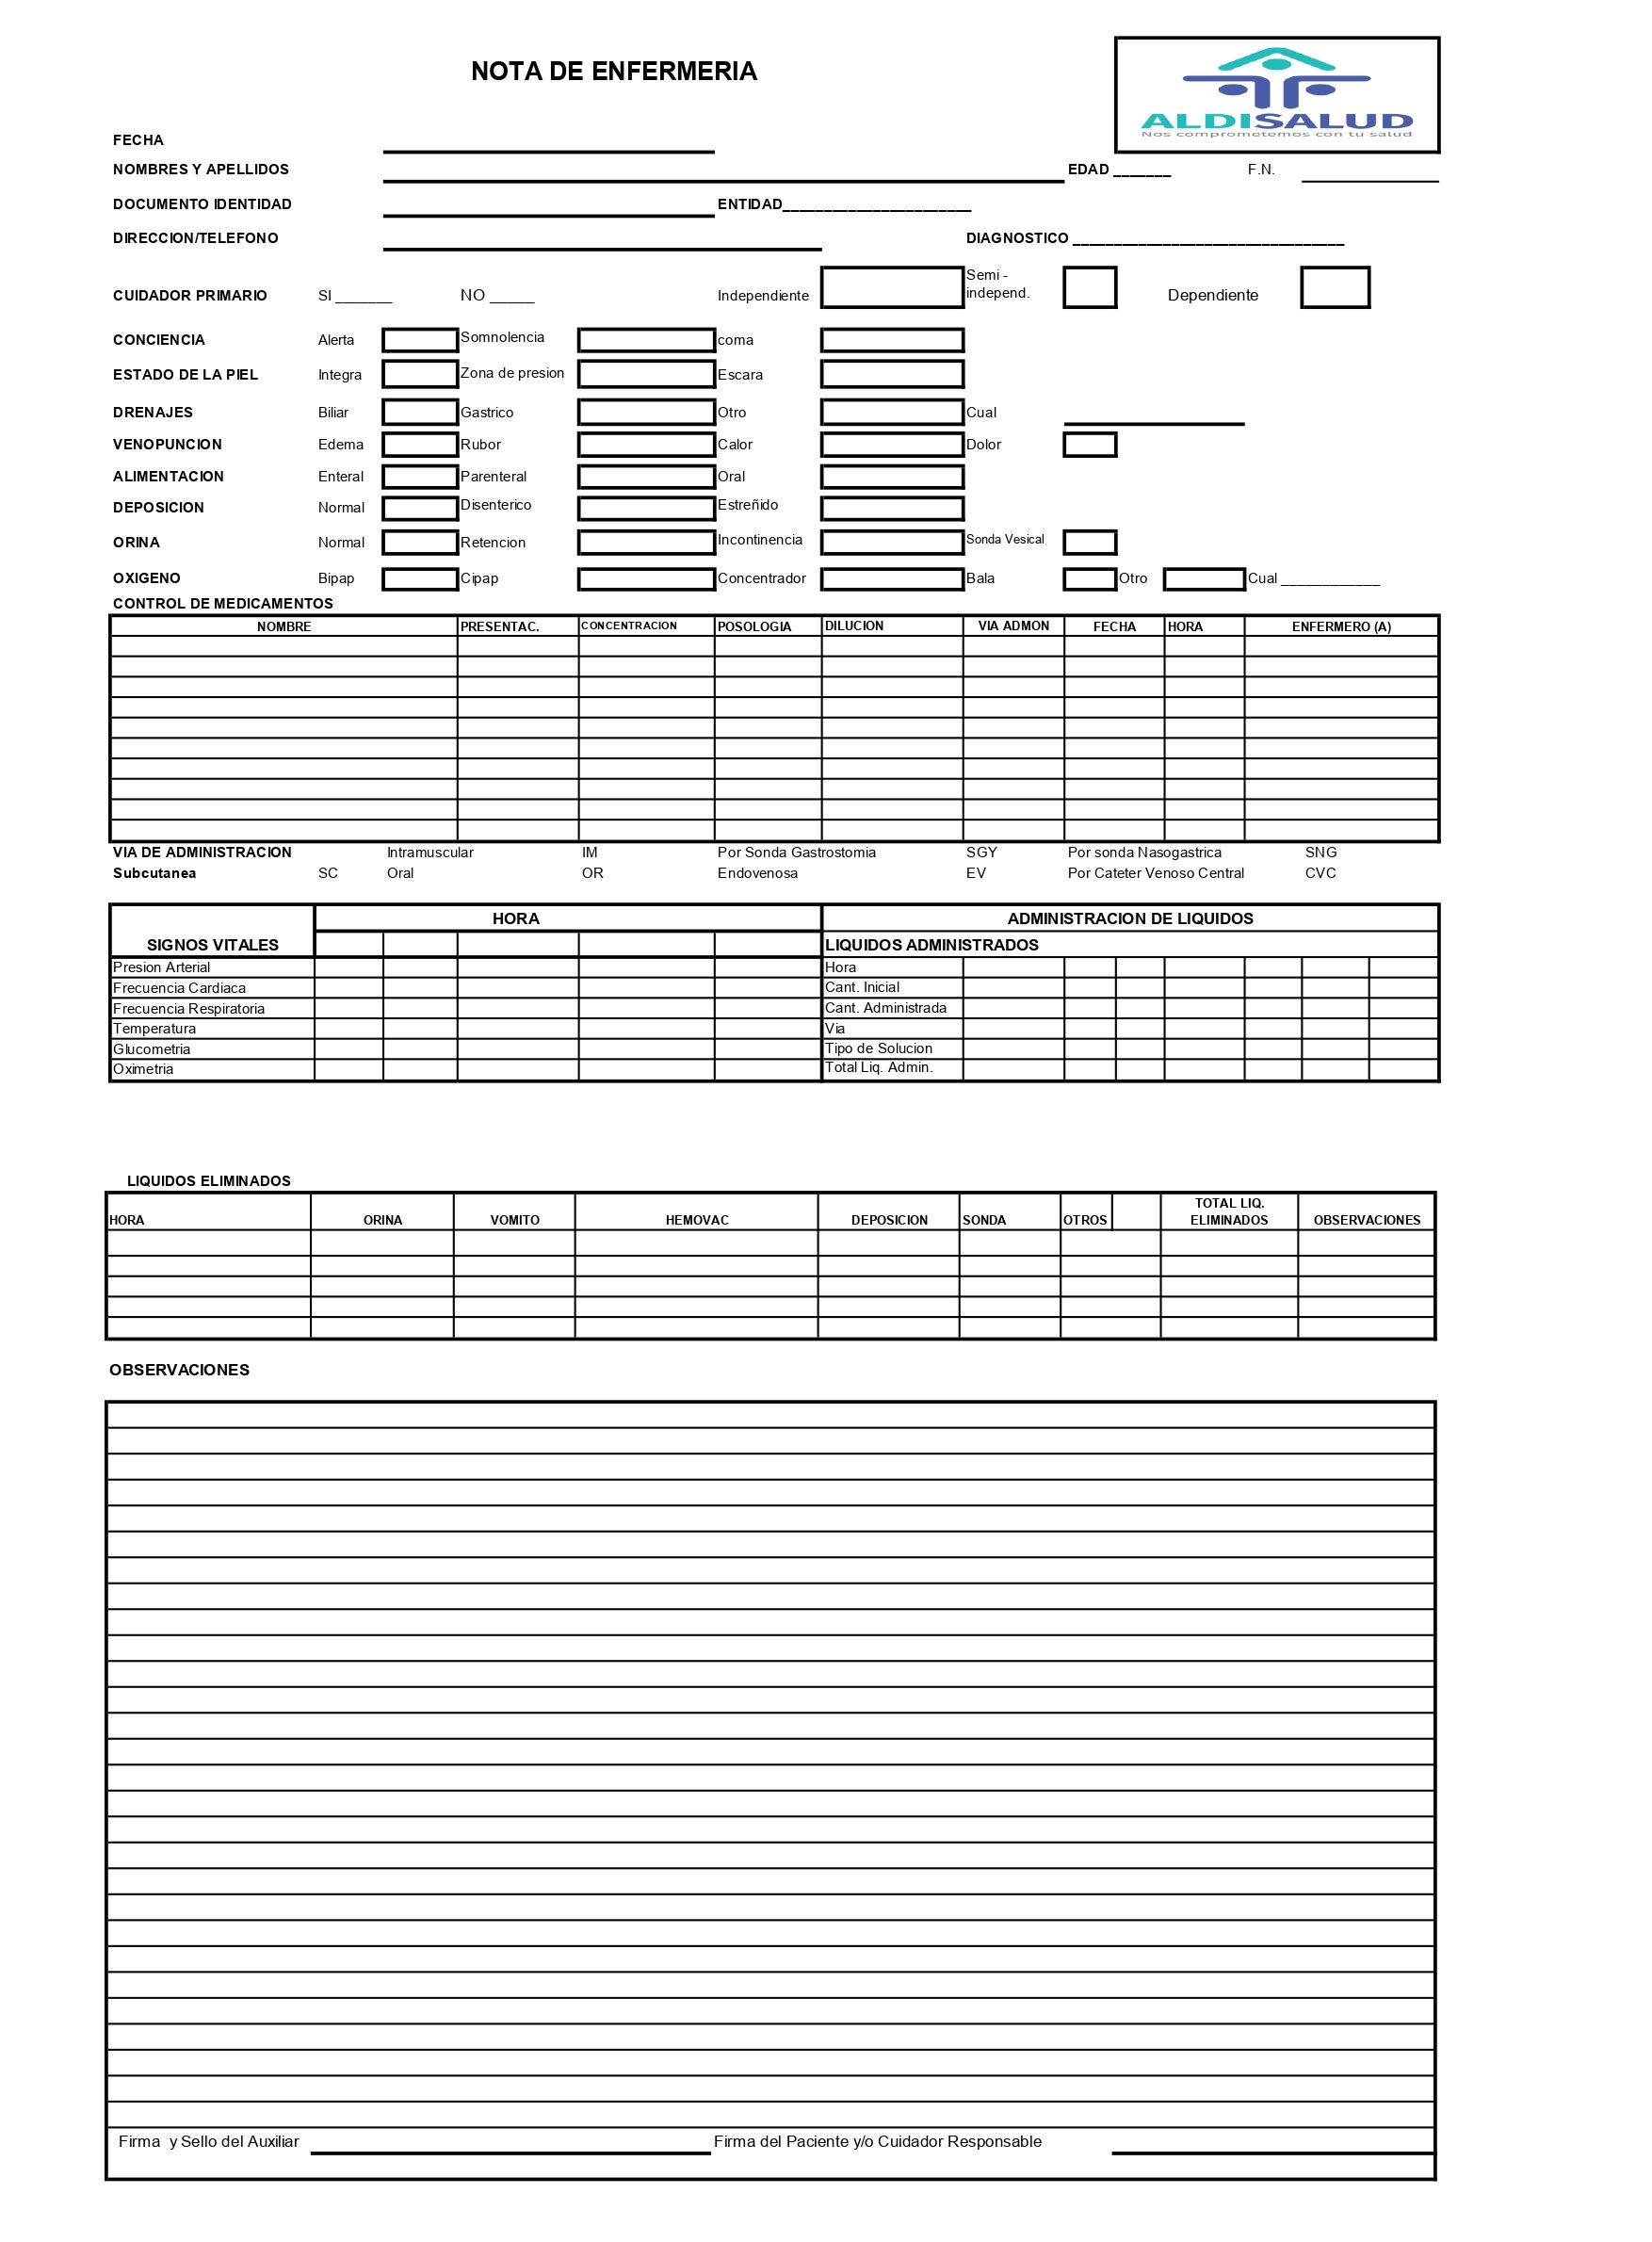 NOTA DE ENFERMERIA
ALDISALUD
Nos comprometemos con tu salud
FECHA
NOMBRES Y APELLIDOS EDAD _______ F.N.
DOCUMENTO IDENTIDAD ENTIDAD_______________________
DIRECCION/TELEFONO DIAGNOSTICO _________________________________
CUIDADOR PRIMARIO SI _______ NO _____ Independiente Semi - independ. Dependiente
CONCIENCIA Alerta Somnolencia coma
ESTADO DE LA PIEL Integra Zona de presion Escara
DRENAJES Biliar Gastrico Otro Cual
VENOPUNCION Edema Rubor Calor Dolor
ALIMENTACION Enteral Parenteral Oral
DEPOSICION Normal Disenterico Estreñido
ORINA Normal Retencion Incontinencia Sonda Vesical
OXIGENO Bipap Cipap Concentrador Bala Otro Cual ____________
CONTROL DE MEDICAMENTOS
NOMBRE PRESENTAC. CONCENTRACION POSOLOGIA DILUCION VIA ADMON FECHA HORA ENFERMERO (A)
VIA DE ADMINISTRACION Intramuscular IM Por Sonda Gastrostomia SGY Por sonda Nasogastrica SNG
Subcutanea SC Oral OR Endovenosa EV Por Cateter Venoso Central CVC
HORA ADMINISTRACION DE LIQUIDOS
SIGNOS VITALES LIQUIDOS ADMINISTRADOS
Presion Arterial Hora
Frecuencia Cardiaca Cant. Inicial
Frecuencia Respiratoria Cant. Administrada
Temperatura Via
Glucometria Tipo de Solucion
Oximetria Total Liq. Admin.
LIQUIDOS ELIMINADOS
HORA ORINA VOMITO HEMOVAC DEPOSICION SONDA OTROS TOTAL LIQ. ELIMINADOS OBSERVACIONES
OBSERVACIONES
Firma y Sello del Auxiliar Firma del Paciente y/o Cuidador Responsable